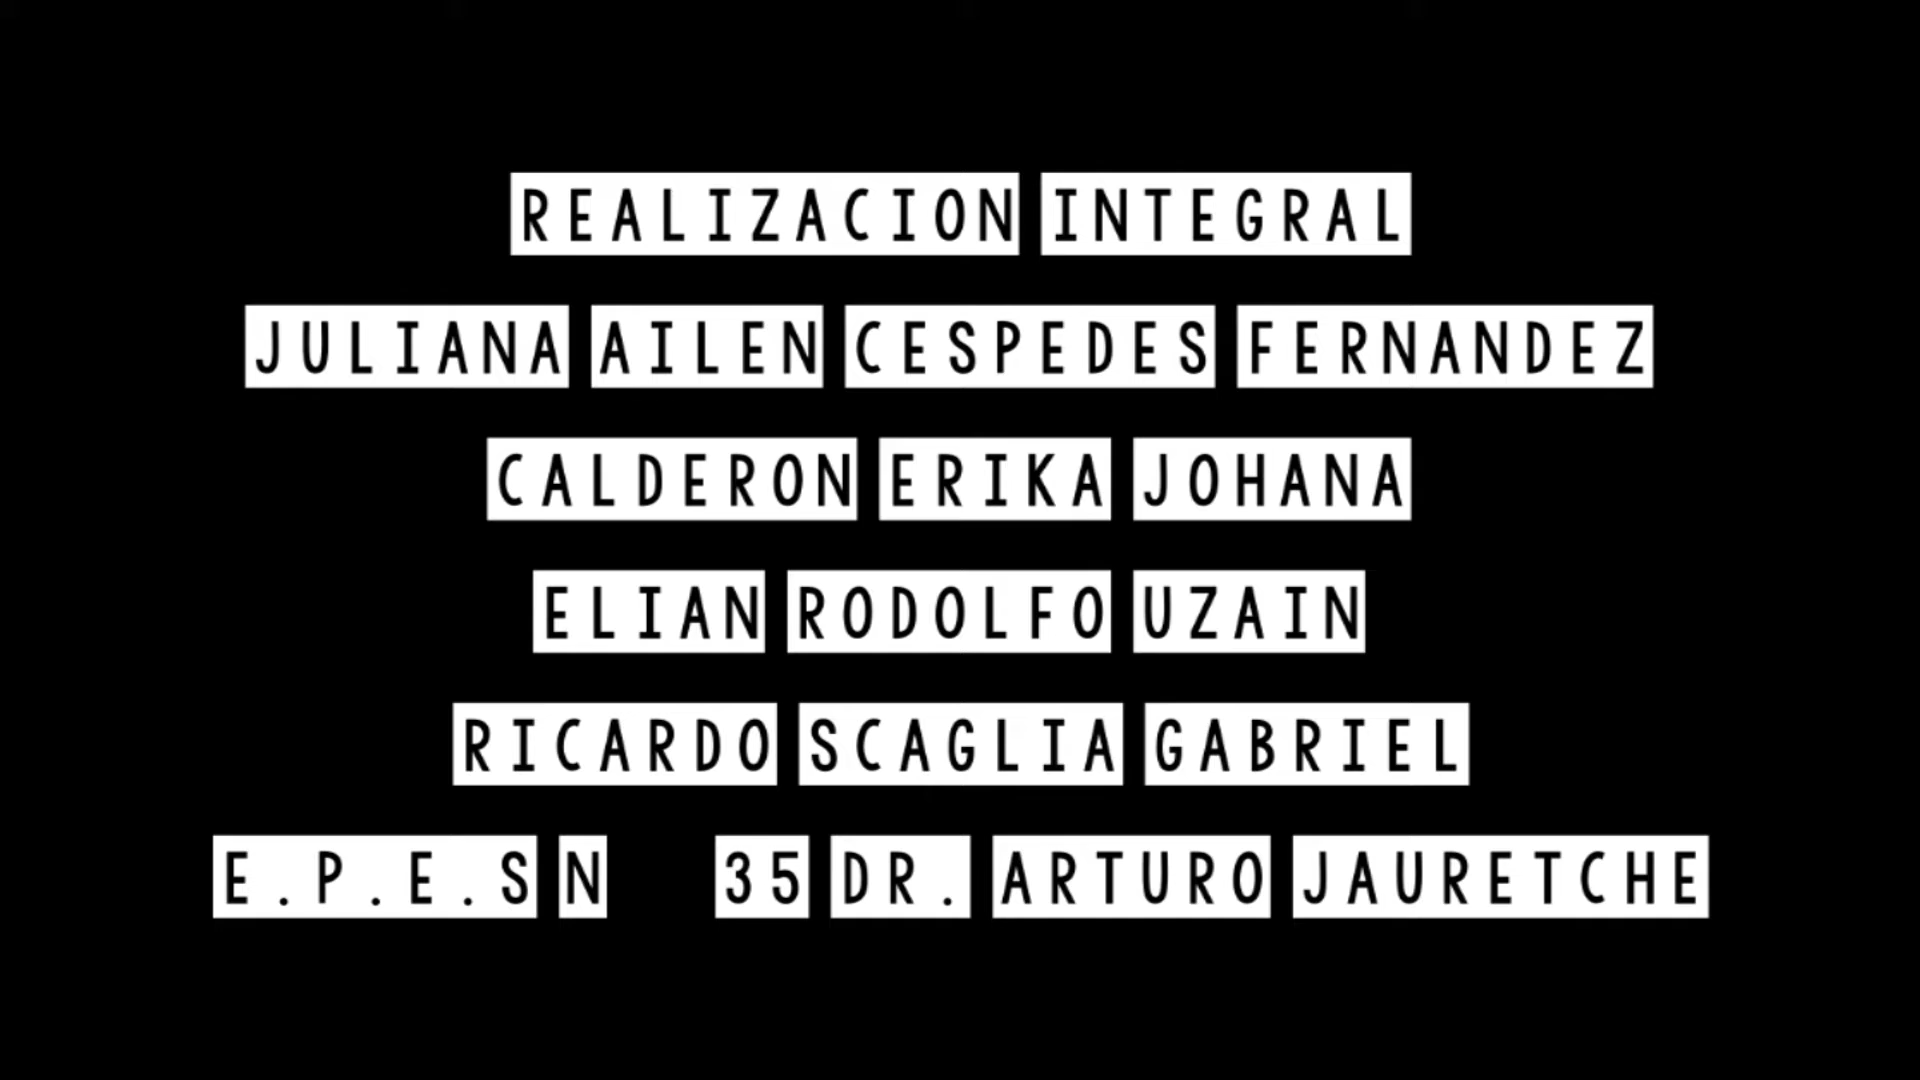 REALIZACION INTEGRAL
JULIANA AILEN CESPEDES FERNANDEZ
CALDERON ERIKA JOHANA
ELIAN RODOLFO UZAIN
RICARDO SCAGLIA GABRIEL
E.P.E.S N 35 DR. ARTURO JAURETCHE